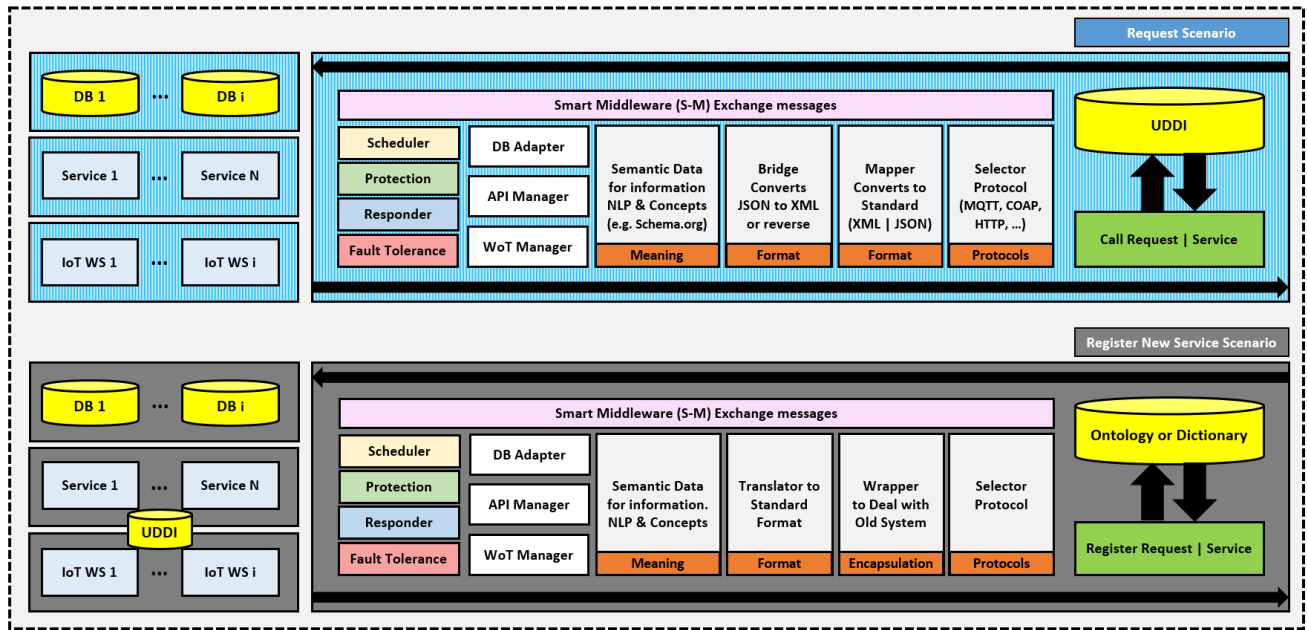 Request Scenario
DB 1
...
DB i
Service 1
...
Service N
IoT WS 1
...
IoT WS i
Smart Middleware (S-M) Exchange messages
Scheduler
Protection
Responder
Fault Tolerance
DB Adapter
API Manager
WoT Manager
Semantic Data
for information
NLP & Concepts
(e.g. Schema.org)
Meaning
Bridge
Converts
JSON to XML
or reverse
Format
Mapper
Converts to
Standard
(XML | JSON)
Format
Selector
Protocol
(MQTT, COAP,
HTTP, ...)
Protocols
UDDI
Call Request | Service
Register New Service Scenario
DB 1
...
DB i
Service 1
...
Service N
UDDI
IoT WS 1
...
IoT WS i
Smart Middleware (S-M) Exchange messages
Scheduler
Protection
Responder
Fault Tolerance
DB Adapter
API Manager
WoT Manager
Semantic Data
for information.
NLP & Concepts
Meaning
Translator to
Standard
Format
Format
Wrapper
to Deal with
Old System
Encapsulation
Selector
Protocol
Protocols
Ontology or Dictionary
Register Request | Service